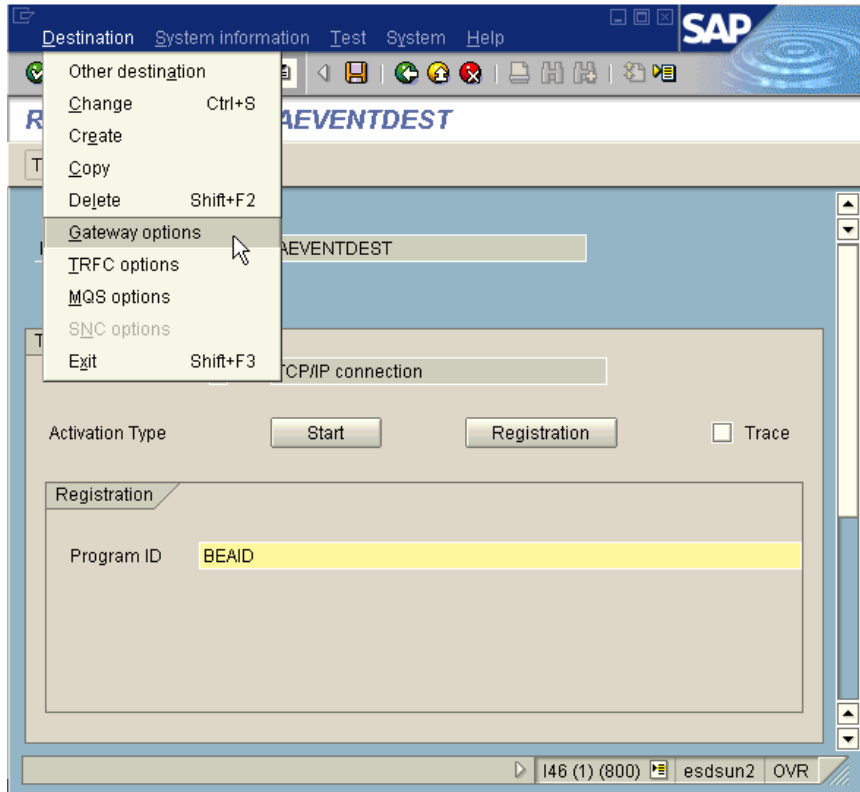 Destination System information Test System Help
SAP
Other destination
Change Ctrl+S
Create
Copy
Delete Shift+F2
Gateway options
TRFC options
MQS options
SNC options
Exit Shift+F3
R AEVENTDEST
T
AEVENTDEST
T
TCP/IP connection
Activation Type Start Registration Trace
Registration
Program ID BEAID
I46 (1) (800) esdsun2 OVR